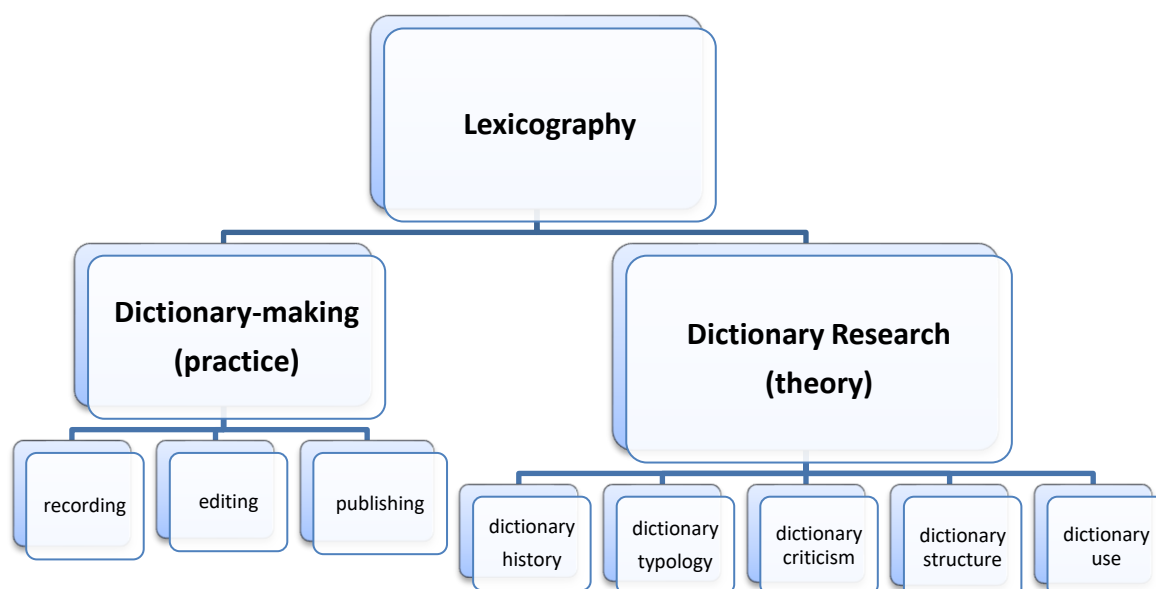 Lexicography
Dictionary-making
(practice)
Dictionary Research
(theory)
recording
editing
publishing
dictionary
history
dictionary
typology
dictionary
criticism
dictionary
structure
dictionary
use